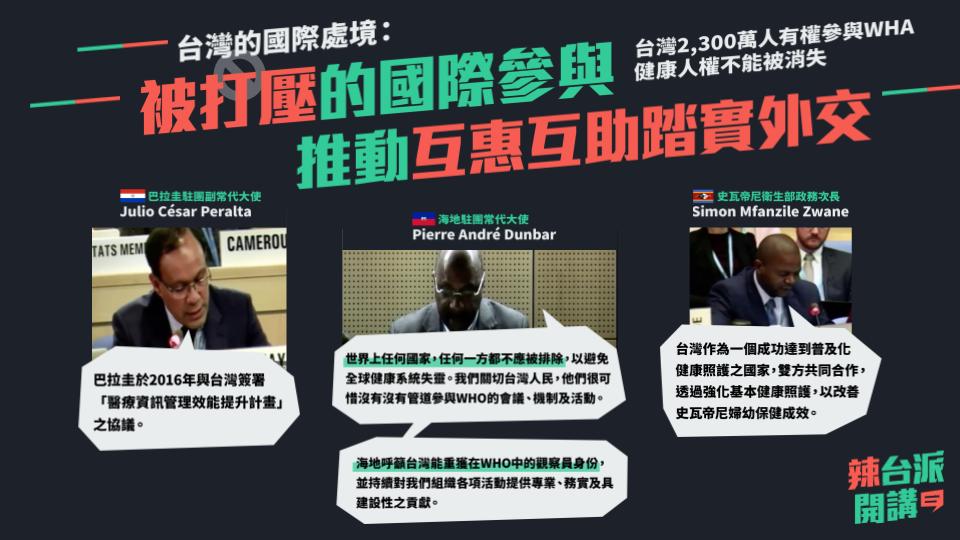 台灣的國際處境：
被打壓的國際參與
推動互惠互助踏實外交
台灣2,300萬人有權參與WHA
健康人權不能被消失
巴拉圭駐團副常代大使
Julio César Peralta
TATS MEM
CAMEROU
巴拉圭於2016年與台灣簽署
「醫療資訊管理效能提升計畫」
之協議。
海地駐團常代大使
Pierre André Dunbar
世界上任何國家，任何一方都不應被排除，以避免
全球健康系統失靈。我們關切台灣人民，他們很可
惜沒有沒有管道參與WHO的會議、機制及活動。
海地呼籲台灣能重獲在WHO中的觀察員身份，
並持續對我們組織各項活動提供專業、務實及具
建設性之貢獻。
史瓦帝尼衛生部政務次長
Simon Mfanzile Zwane
台灣作為一個成功達到普及化
健康照護之國家，雙方共同合作，
透過強化基本健康照護，以改善
史瓦帝尼婦幼保健成效。
辣台派
開講